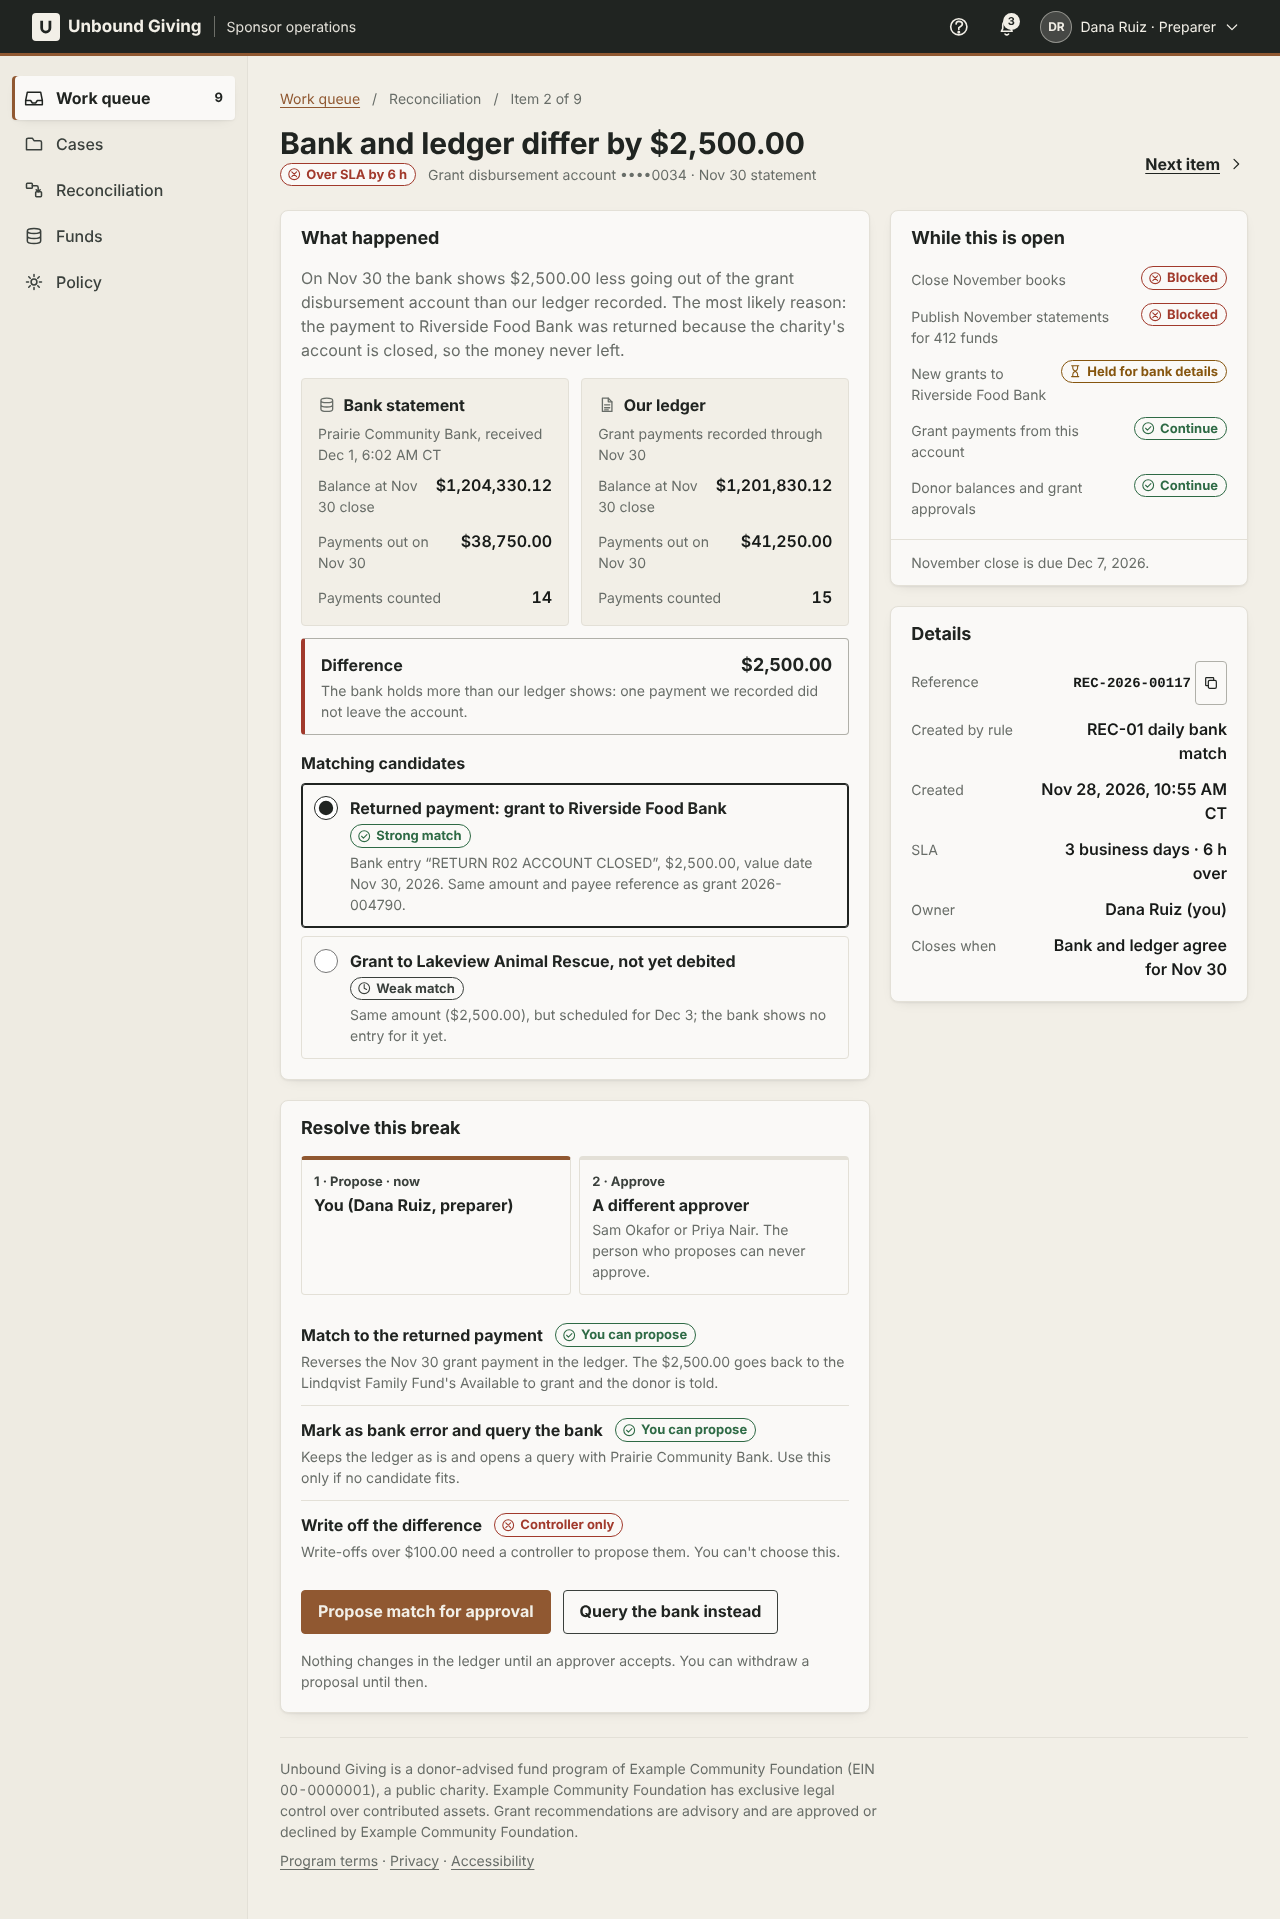 U Unbound Giving Sponsor operations 3 DR Dana Ruiz · Preparer
Work queue 9
Cases
Reconciliation
Funds
Policy
Work queue / Reconciliation / Item 2 of 9
Bank and ledger differ by $2,500.00
Over SLA by 6 h Grant disbursement account ••••0034 · Nov 30 statement
Next item
What happened
On Nov 30 the bank shows $2,500.00 less going out of the grant
disbursement account than our ledger recorded. The most likely reason:
the payment to Riverside Food Bank was returned because the charity's
account is closed, so the money never left.
Bank statement
Prairie Community Bank, received
Dec 1, 6:02 AM CT
Balance at Nov $1,204,330.12
30 close
Payments out on $38,750.00
Nov 30
Payments counted 14
Our ledger
Grant payments recorded through
Nov 30
Balance at Nov $1,201,830.12
30 close
Payments out on $41,250.00
Nov 30
Payments counted 15
Difference $2,500.00
The bank holds more than our ledger shows: one payment we recorded did
not leave the account.
Matching candidates
Returned payment: grant to Riverside Food Bank
Strong match
Bank entry “RETURN R02 ACCOUNT CLOSED”, $2,500.00, value date
Nov 30, 2026. Same amount and payee reference as grant 2026-
004790.
Grant to Lakeview Animal Rescue, not yet debited
Weak match
Same amount ($2,500.00), but scheduled for Dec 3; the bank shows no
entry for it yet.
While this is open
Close November books Blocked
Publish November statements Blocked
for 412 funds
New grants to Held for bank details
Riverside Food Bank
Grant payments from this Continue
account
Donor balances and grant Continue
approvals
November close is due Dec 7, 2026.
Details
Reference REC-2026-00117
Created by rule REC-01 daily bank
match
Created Nov 28, 2026, 10:55 AM
CT
SLA 3 business days · 6 h
over
Owner Dana Ruiz (you)
Closes when Bank and ledger agree
for Nov 30
Resolve this break
1 · Propose · now
You (Dana Ruiz, preparer)
2 · Approve
A different approver
Sam Okafor or Priya Nair. The
person who proposes can never
approve.
Match to the returned payment You can propose
Reverses the Nov 30 grant payment in the ledger. The $2,500.00 goes back to the
Lindqvist Family Fund's Available to grant and the donor is told.
Mark as bank error and query the bank You can propose
Keeps the ledger as is and opens a query with Prairie Community Bank. Use this
only if no candidate fits.
Write off the difference Controller only
Write-offs over $100.00 need a controller to propose them. You can't choose this.
Propose match for approval Query the bank instead
Nothing changes in the ledger until an approver accepts. You can withdraw a
proposal until then.
Unbound Giving is a donor-advised fund program of Example Community Foundation (EIN
00-0000001), a public charity. Example Community Foundation has exclusive legal
control over contributed assets. Grant recommendations are advisory and are approved or
declined by Example Community Foundation.
Program terms · Privacy · Accessibility